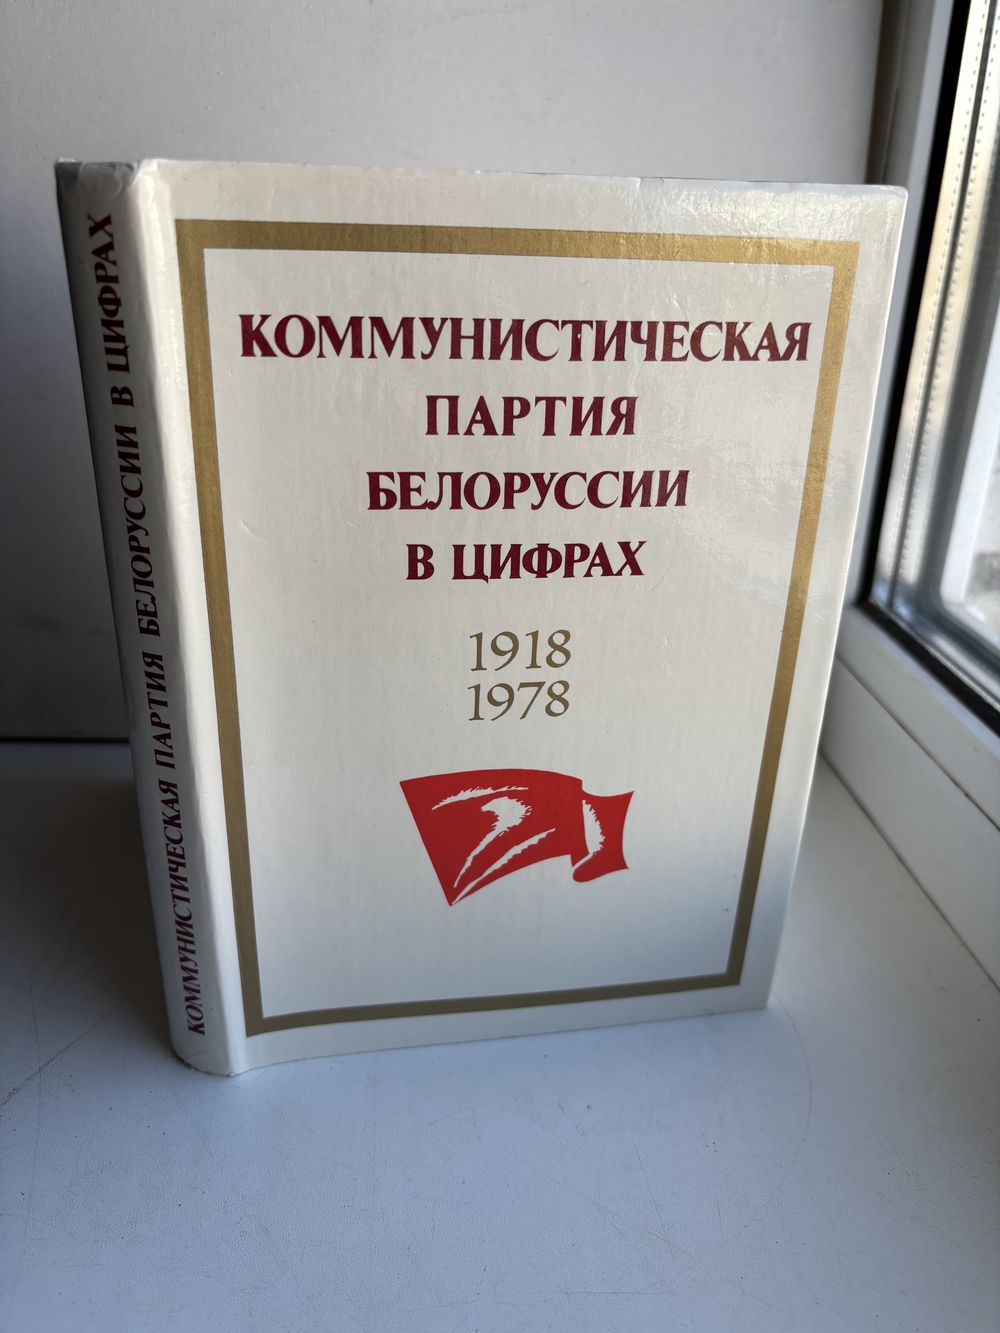 КОММУНИСТИЧЕСКАЯ
ПАРТИЯ
БЕЛОРУССИИ
В ЦИФРАХ
1918
1978
КОММУНИСТИЧЕСКАЯ ПАРТИЯ БЕЛОРУССИИ В ЦИФРАХ